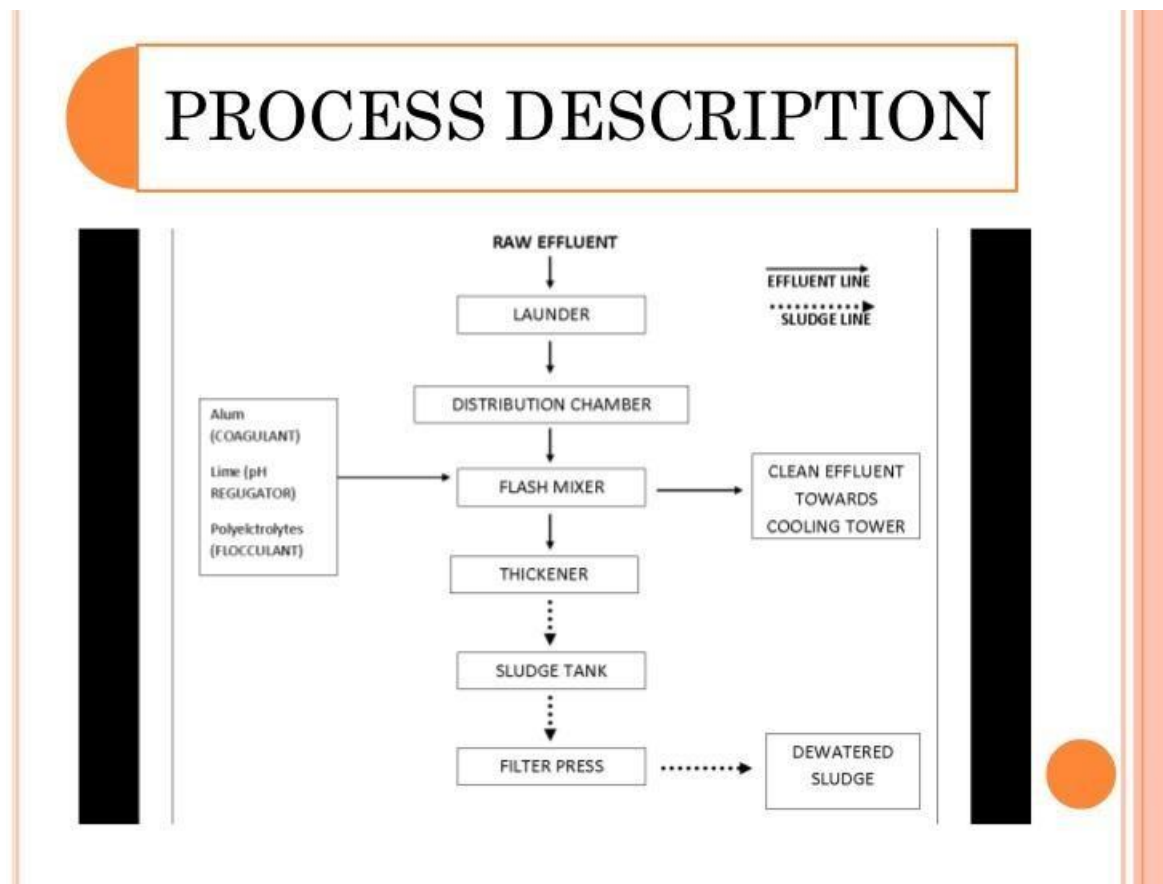 PROCESS DESCRIPTION
RAW EFFLUENT
EFFLUENT LINE
SLUDGE LINE
LAUNDER
DISTRIBUTION CHAMBER
Alum
(COAGULANT)
Lime (pH
REGUGATOR)
Polyelctrolytes
(FLOCCULANT)
FLASH MIXER
CLEAN EFFLUENT
TOWARDS
COOLING TOWER
THICKENER
SLUDGE TANK
FILTER PRESS
DEWATERED
SLUDGE